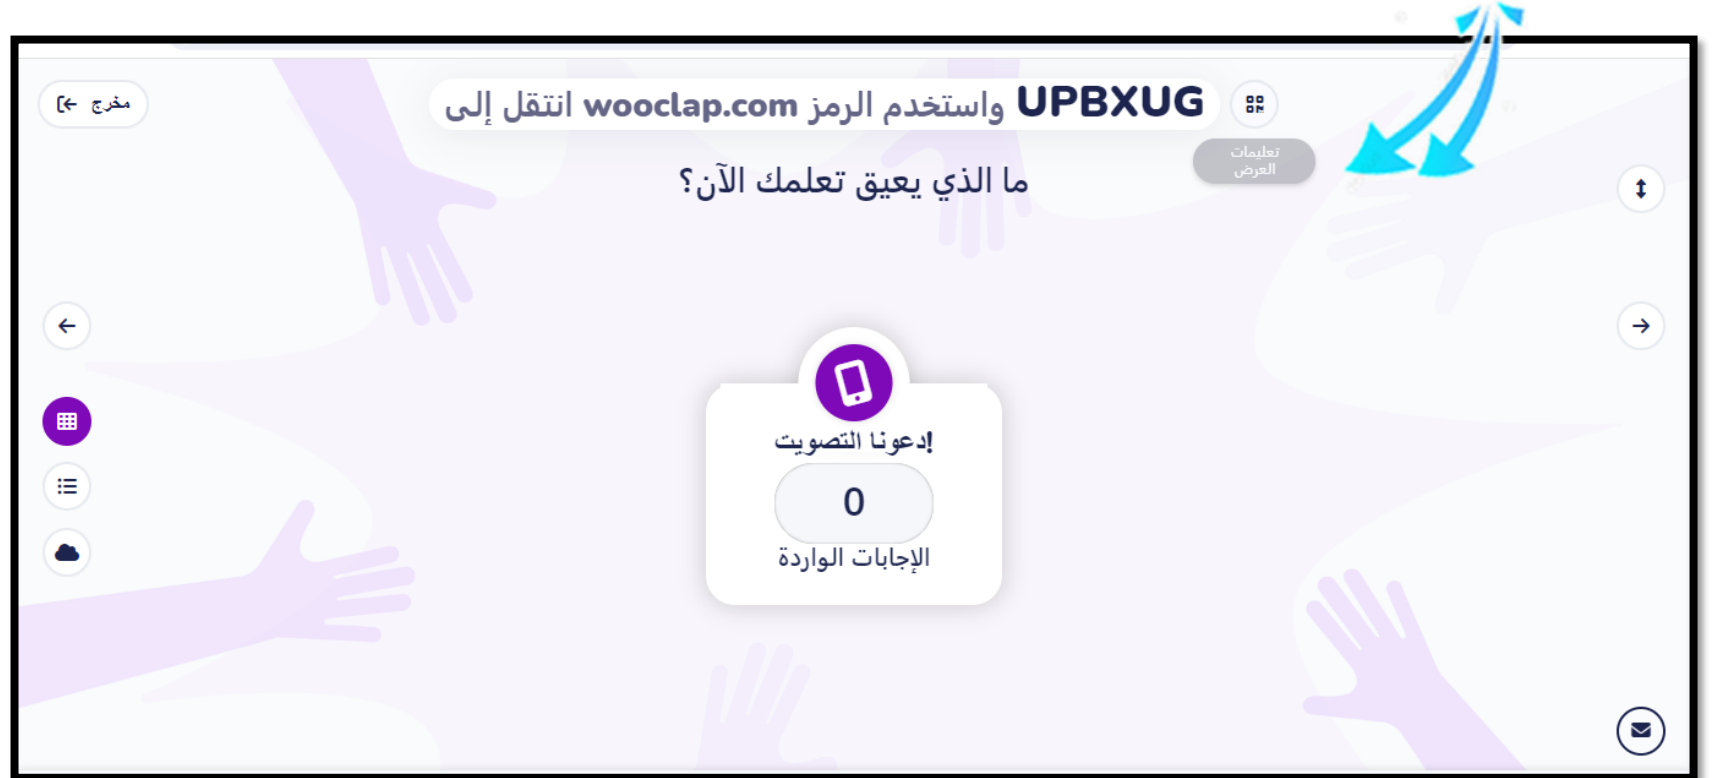 مخرج
انتقل إلى wooclap.com واستخدم الرمز UPBXUG
تعليمات
العرض
ما الذي يعيق تعلمك الآن؟
!دعونا التصويت
0
الإجابات الواردة